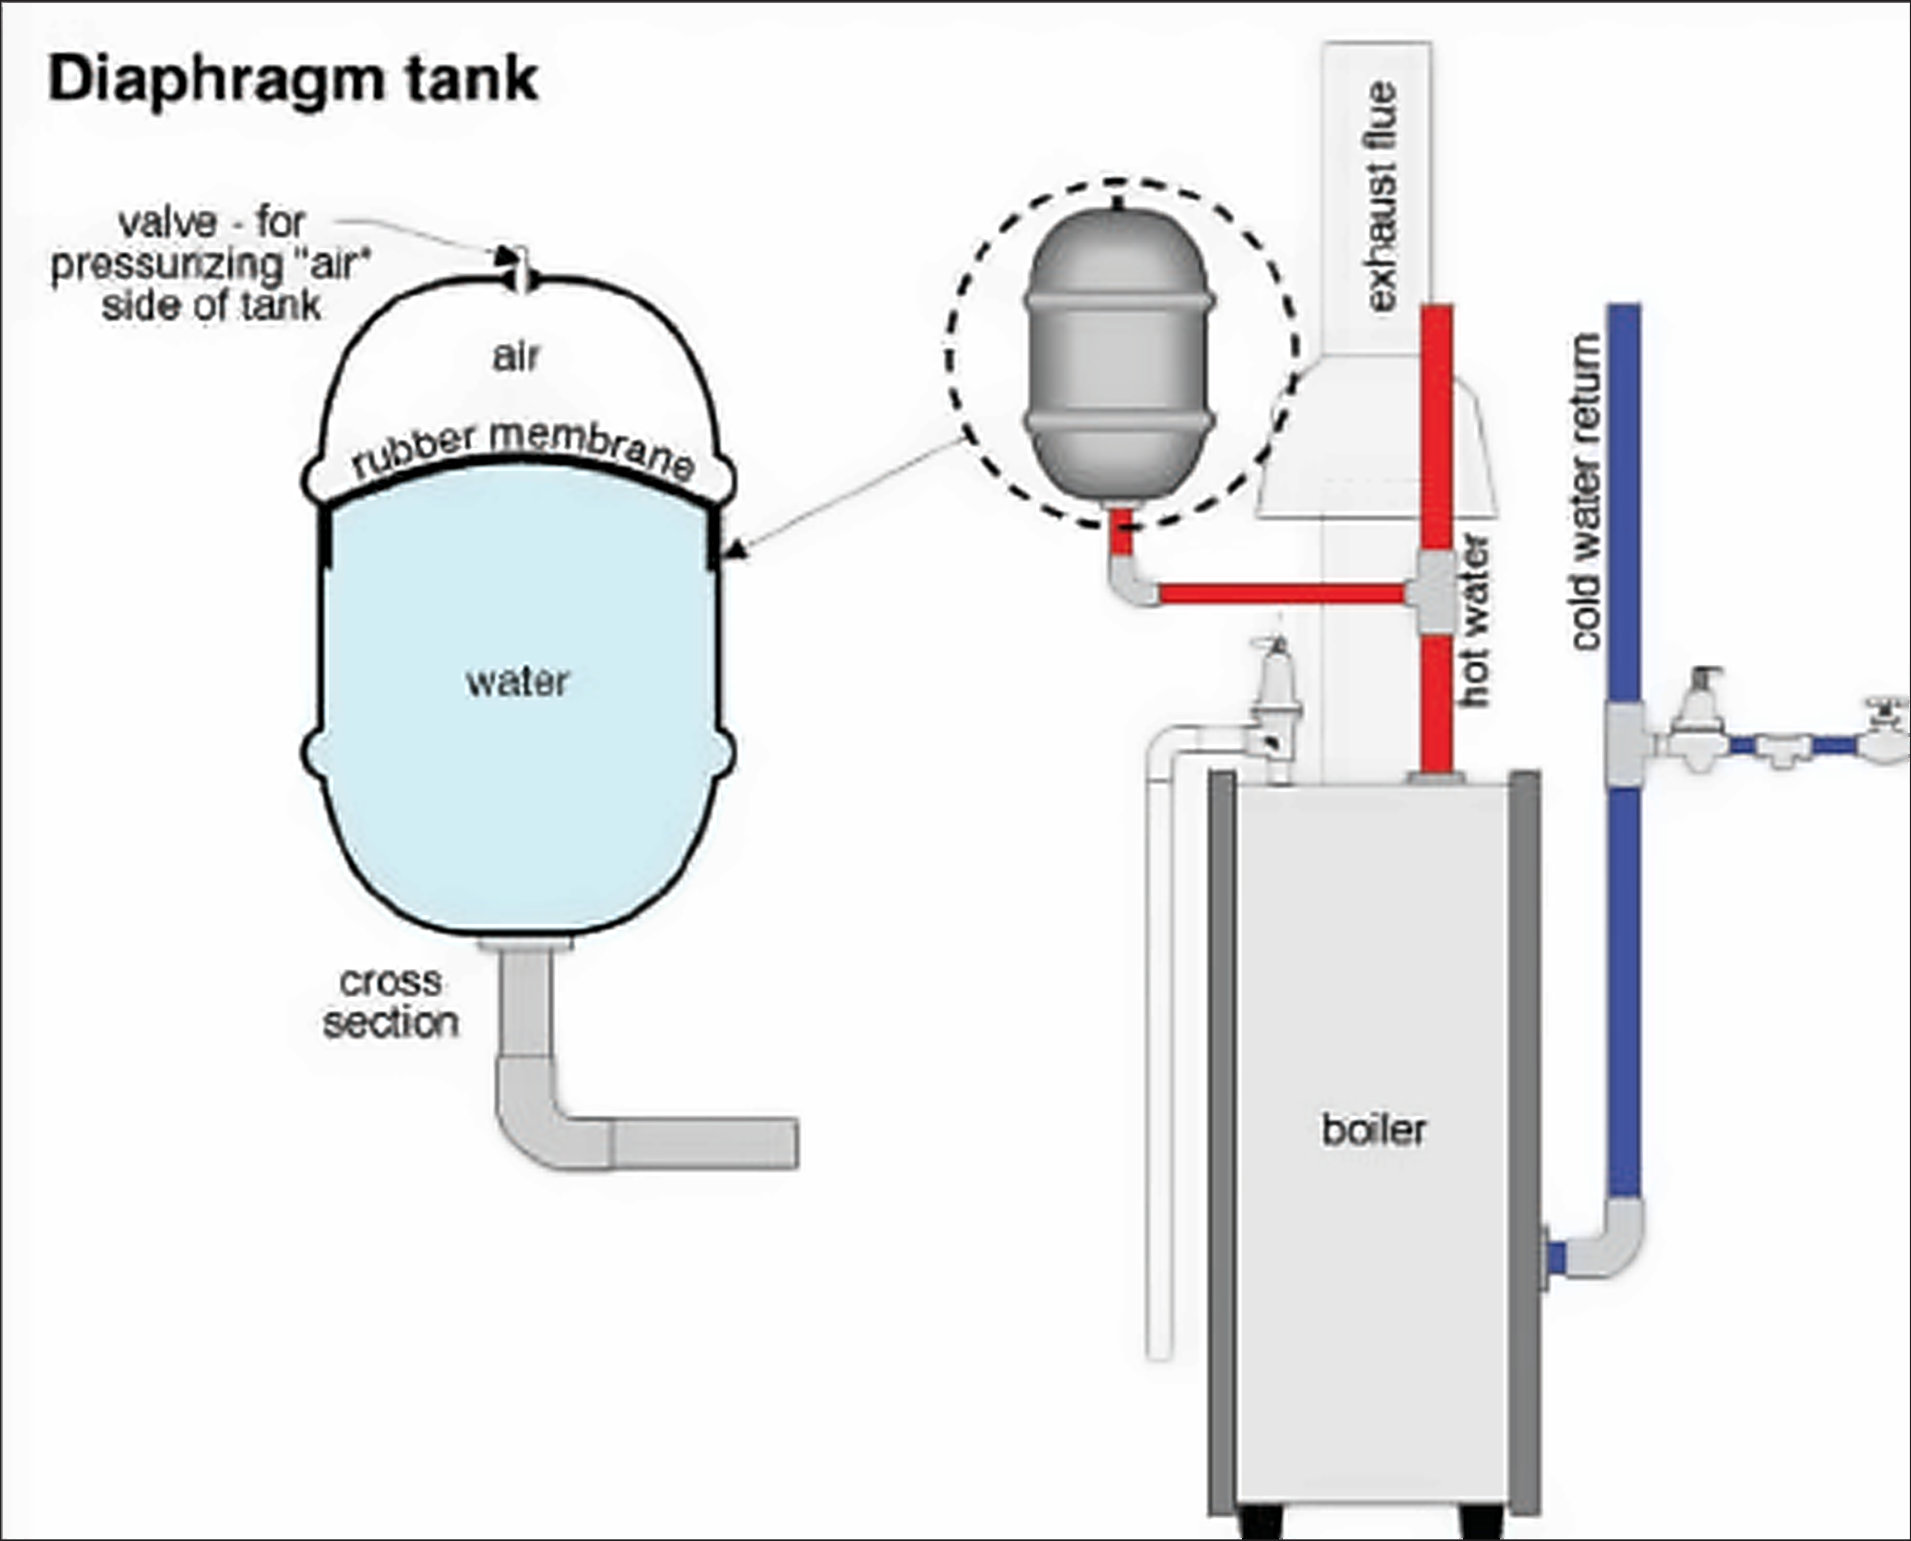 Diaphragm tank
valve - for
pressurizing "air"
side of tank
air
rubber membrane
water
cross
section
exhaust flue
hot water
cold water return
boiler